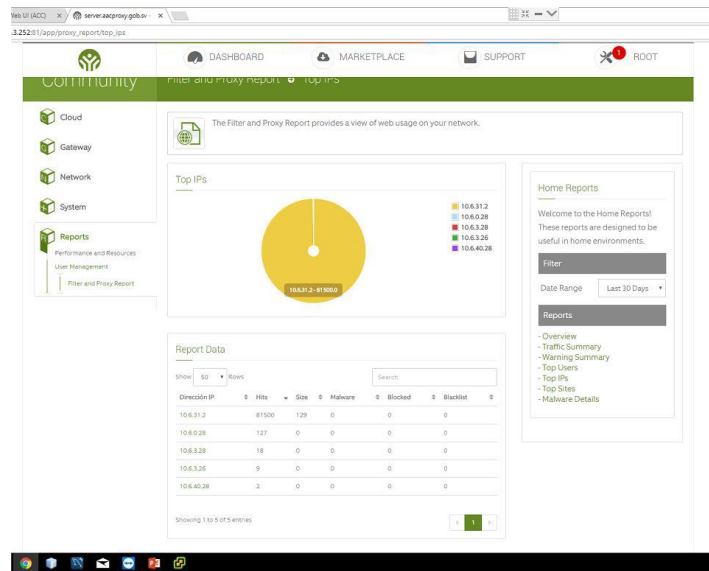 Web UI (ACC)
server.aacproxy.gob.sv -
.3.252:81/app/proxy_report/top_ips
DASHBOARD
MARKETPLACE
SUPPORT
1
ROOT
Community
Filter and Proxy Report
Top IPs
Cloud
Gateway
Network
System
Reports
Performance and Resources
User Management
Filter and Proxy Report
The Filter and Proxy Report provides a view of web usage on your network.
Top IPs
10.6.31.2
10.6.0.28
10.6.3.28
10.6.3.26
10.6.40.28
10.6.31.2 - 81500.0
Report Data
Show 50 Rows
Search
Dirección IP Hits Size Malware Blocked Blacklist
10.6.31.2 81500 129 0 0 0
10.6.0.28 127 0 0 0 0
10.6.3.28 18 0 0 0 0
10.6.3.26 9 0 0 0 0
10.6.40.28 2 0 0 0 0
Showing 1 to 5 of 5 entries
1
Home Reports
Welcome to the Home Reports!
These reports are designed to be
useful in home environments.
Filter
Date Range Last 30 Days
Reports
- Overview
- Traffic Summary
- Warning Summary
- Top Users
- Top IPs
- Top Sites
- Malware Details